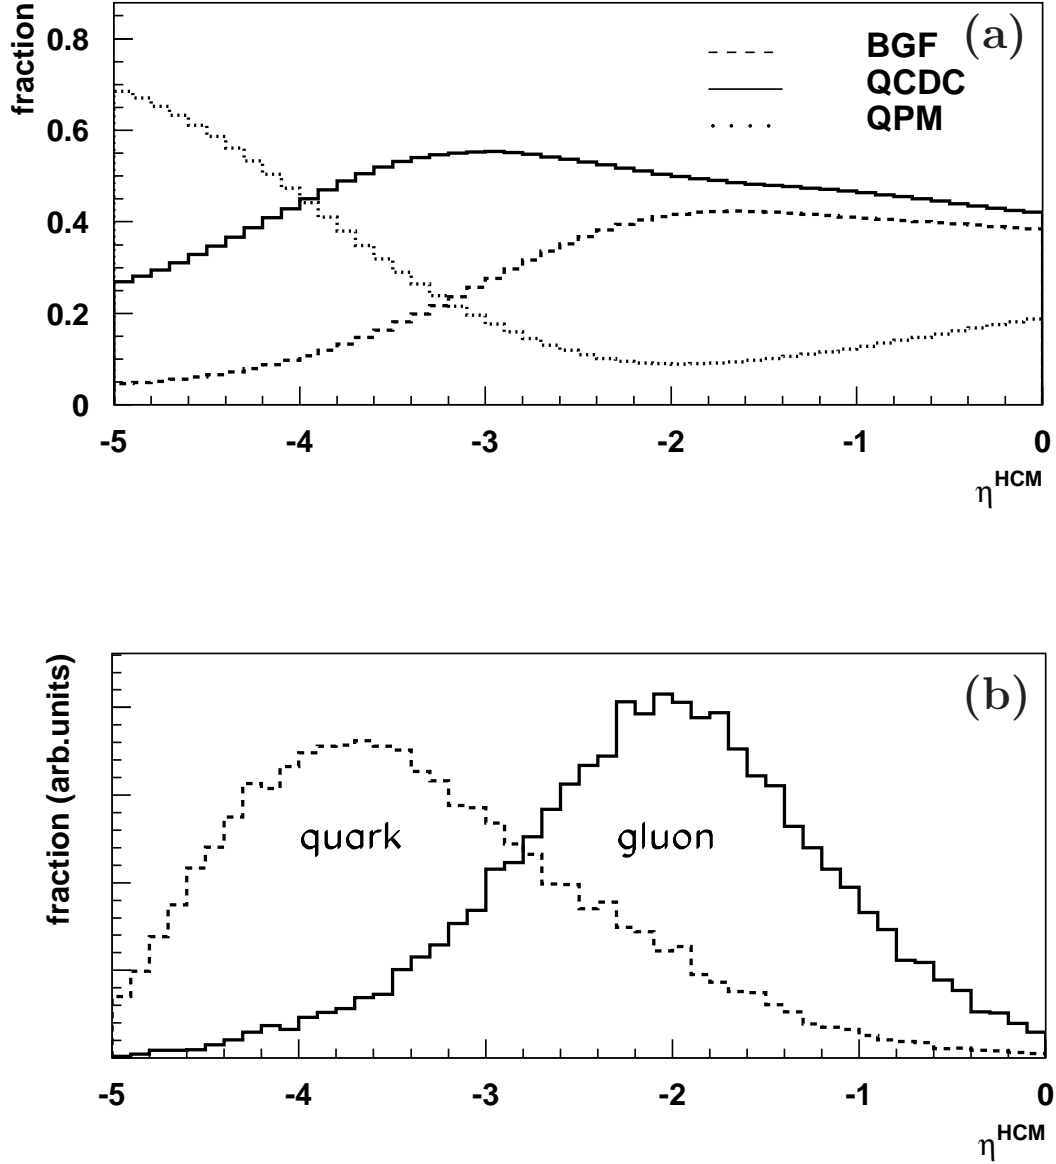 fraction
(a)
BGF
QCDC
QPM
0.8
0.6
0.4
0.2
0
-5 -4 -3 -2 -1 0
η^HCM
fraction (arb.units)
(b)
quark gluon
-5 -4 -3 -2 -1 0
η^HCM